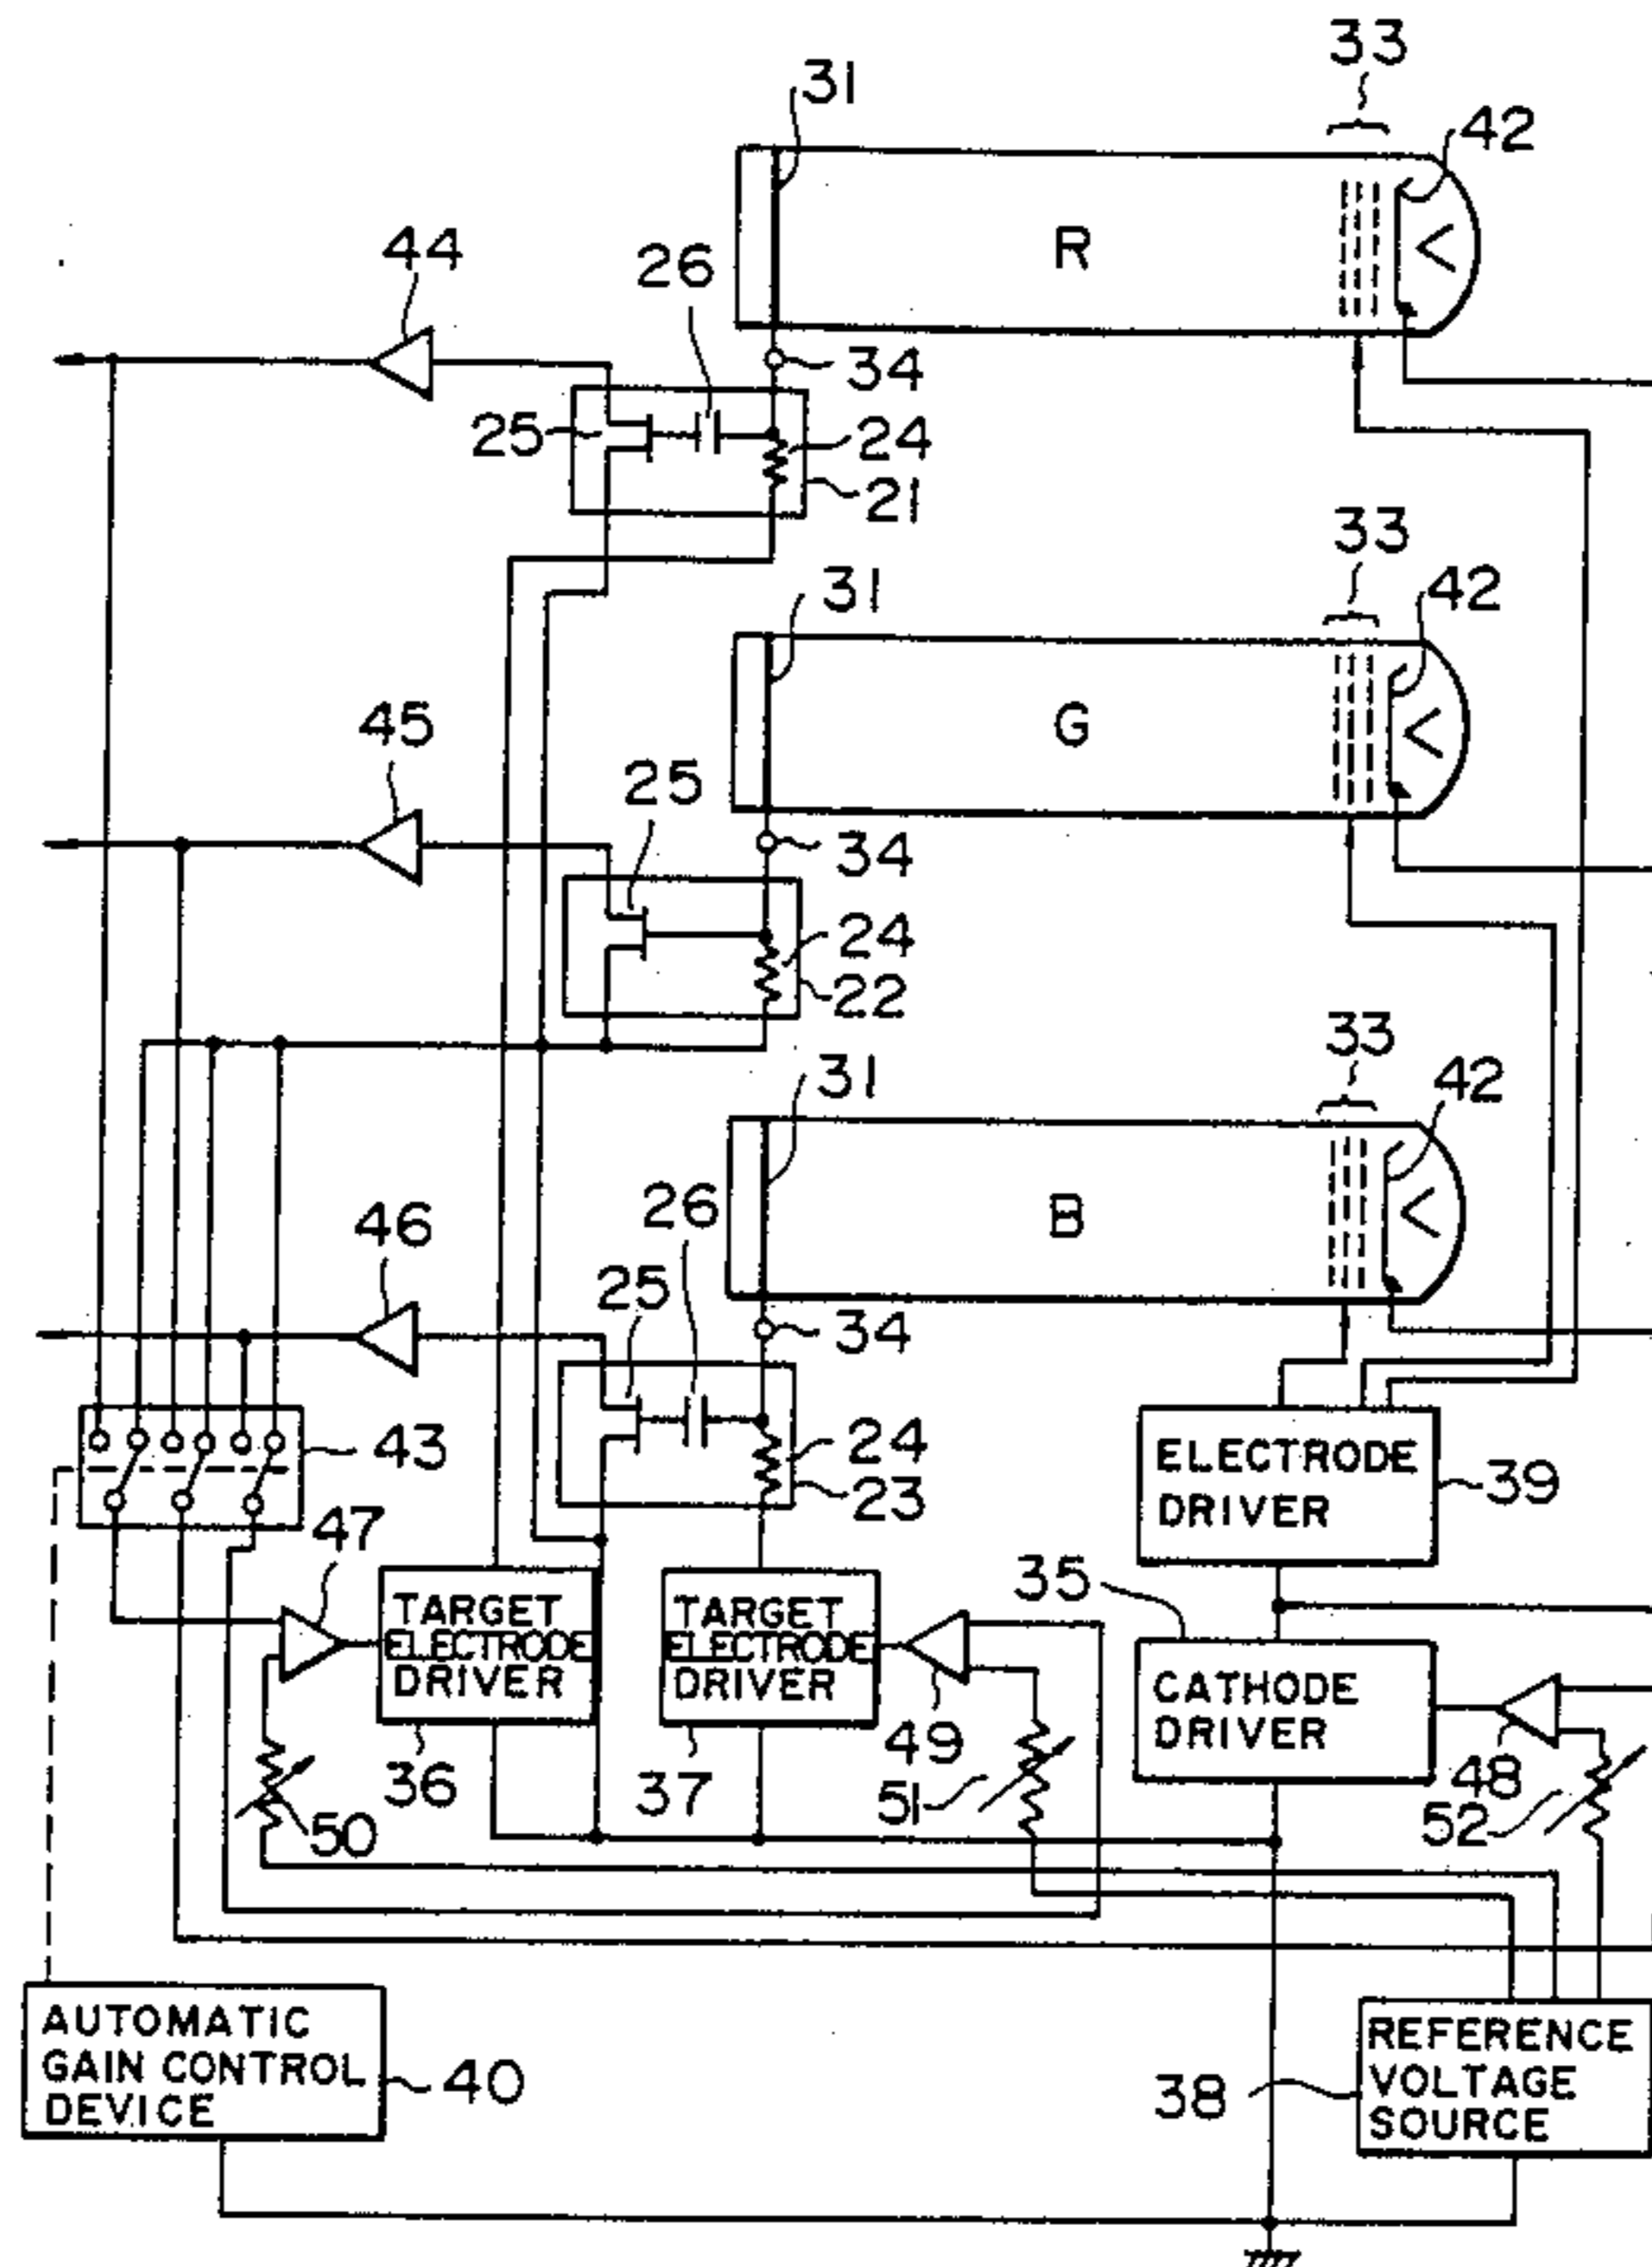 33
31
42
R
44
26
34
25
24
21
33
31
42
G
45
25
34
24
22
33
31
42
B
46
26
25
34
43
24
23
47
ELECTRODE
DRIVER
39
35
TARGET
ELECTRODE
DRIVER
TARGET
ELECTRODE
DRIVER
CATHODE
DRIVER
49
48
36
37
51
52
50
AUTOMATIC
GAIN CONTROL
DEVICE
40
38
REFERENCE
VOLTAGE
SOURCE